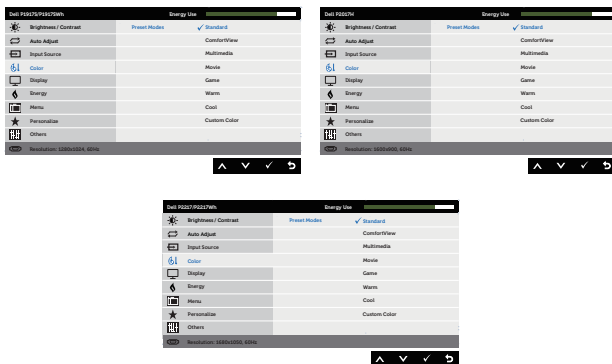 Dell P1917S/P1917SWh Energy Use
Brightness / Contrast Preset Modes ✓ Standard
Auto Adjust ComfortView
Input Source Multimedia
Color Movie
Display Game
Energy Warm
Menu Cool
Personalize Custom Color
Others
Resolution: 1280x1024, 60Hz
Dell P2017H Energy Use
Brightness / Contrast Preset Modes ✓ Standard
Auto Adjust ComfortView
Input Source Multimedia
Color Movie
Display Game
Energy Warm
Menu Cool
Personalize Custom Color
Others
Resolution: 1600x900, 60Hz
Dell P2217/P2217Wh Energy Use
Brightness / Contrast Preset Modes ✓ Standard
Auto Adjust ComfortView
Input Source Multimedia
Color Movie
Display Game
Energy Warm
Menu Cool
Personalize Custom Color
Others
Resolution: 1680x1050, 60Hz